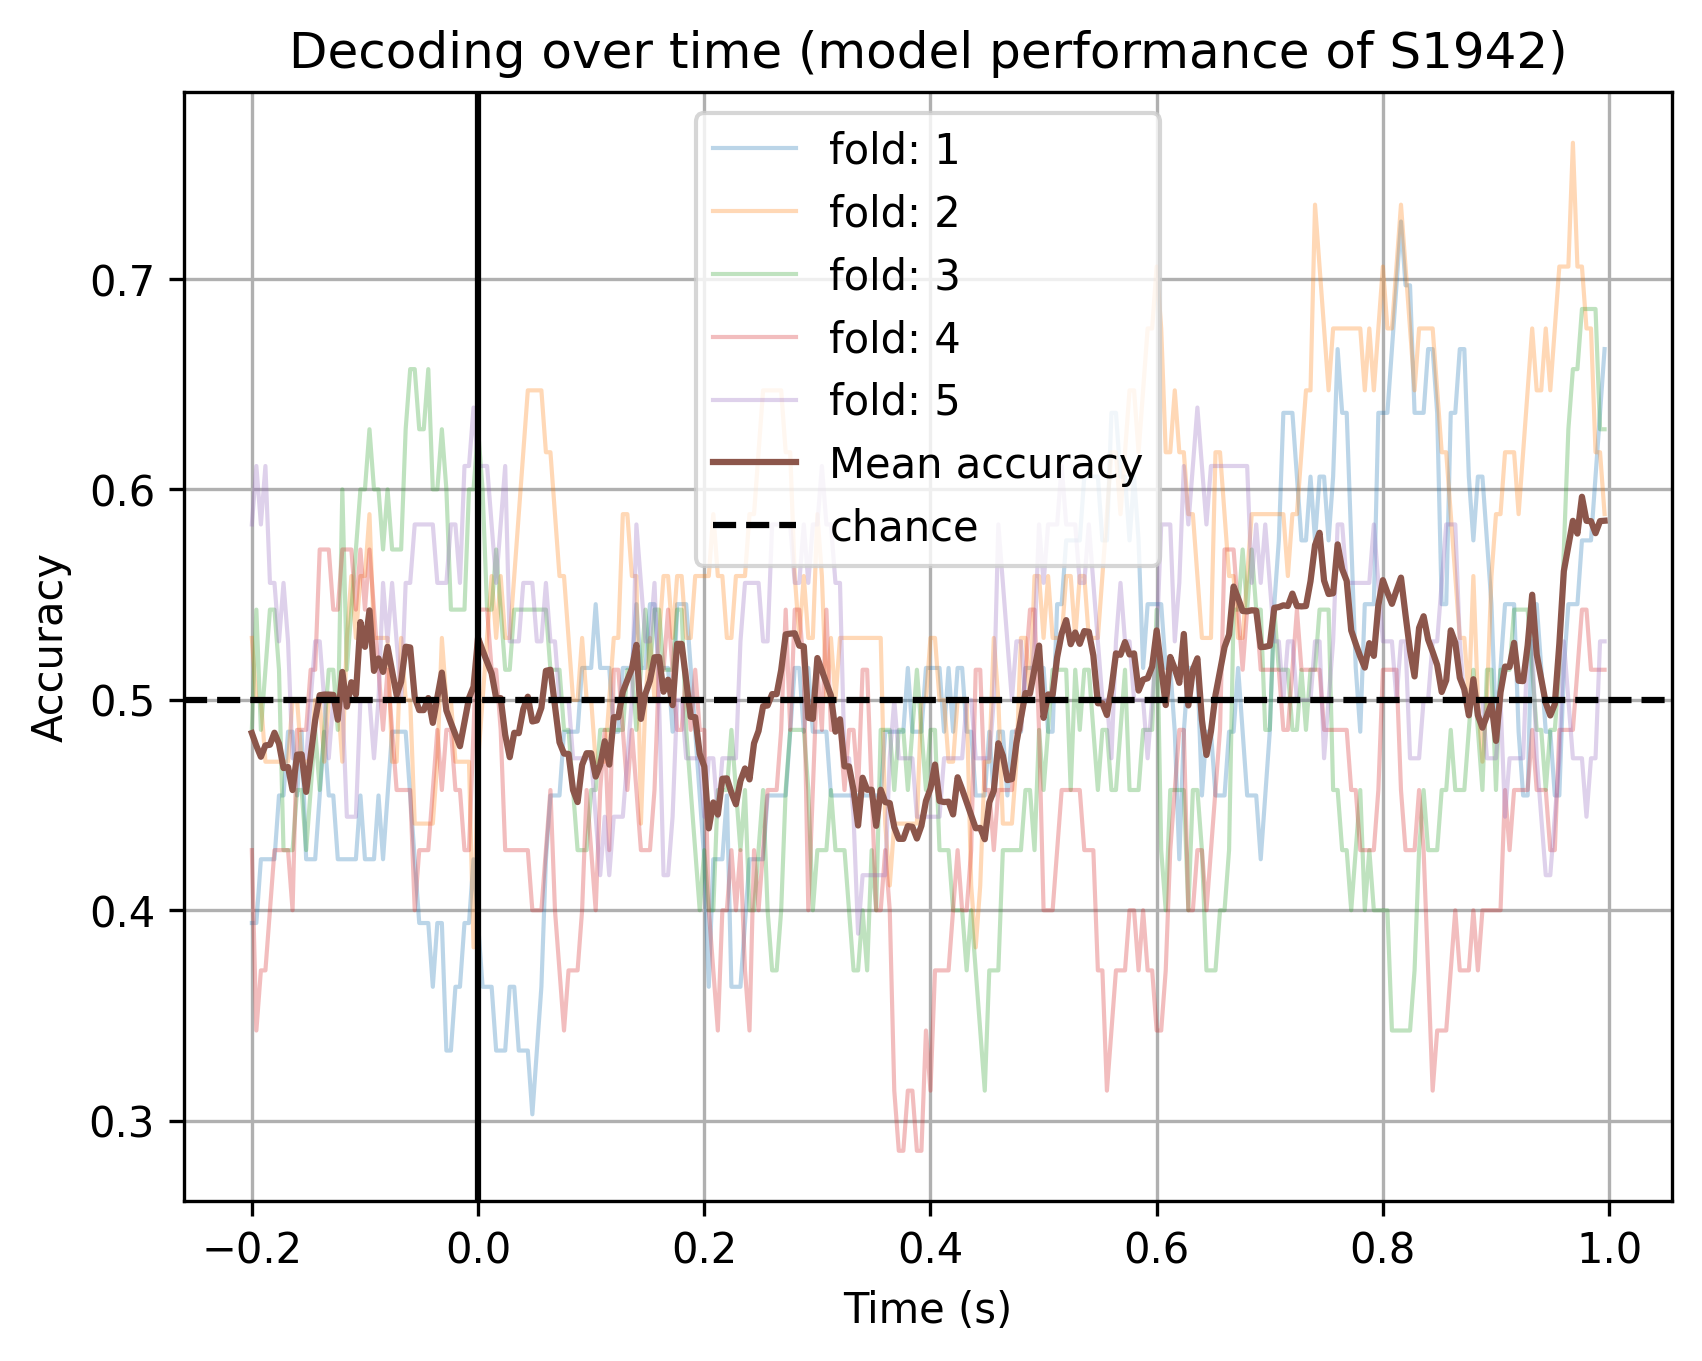 Decoding over time (model performance of S1942)
fold: 1
fold: 2
fold: 3
fold: 4
fold: 5
Mean accuracy
chance
Accuracy
0.7
0.6
0.5
0.4
0.3
−0.2 0.0 0.2 0.4 0.6 0.8 1.0
Time (s)